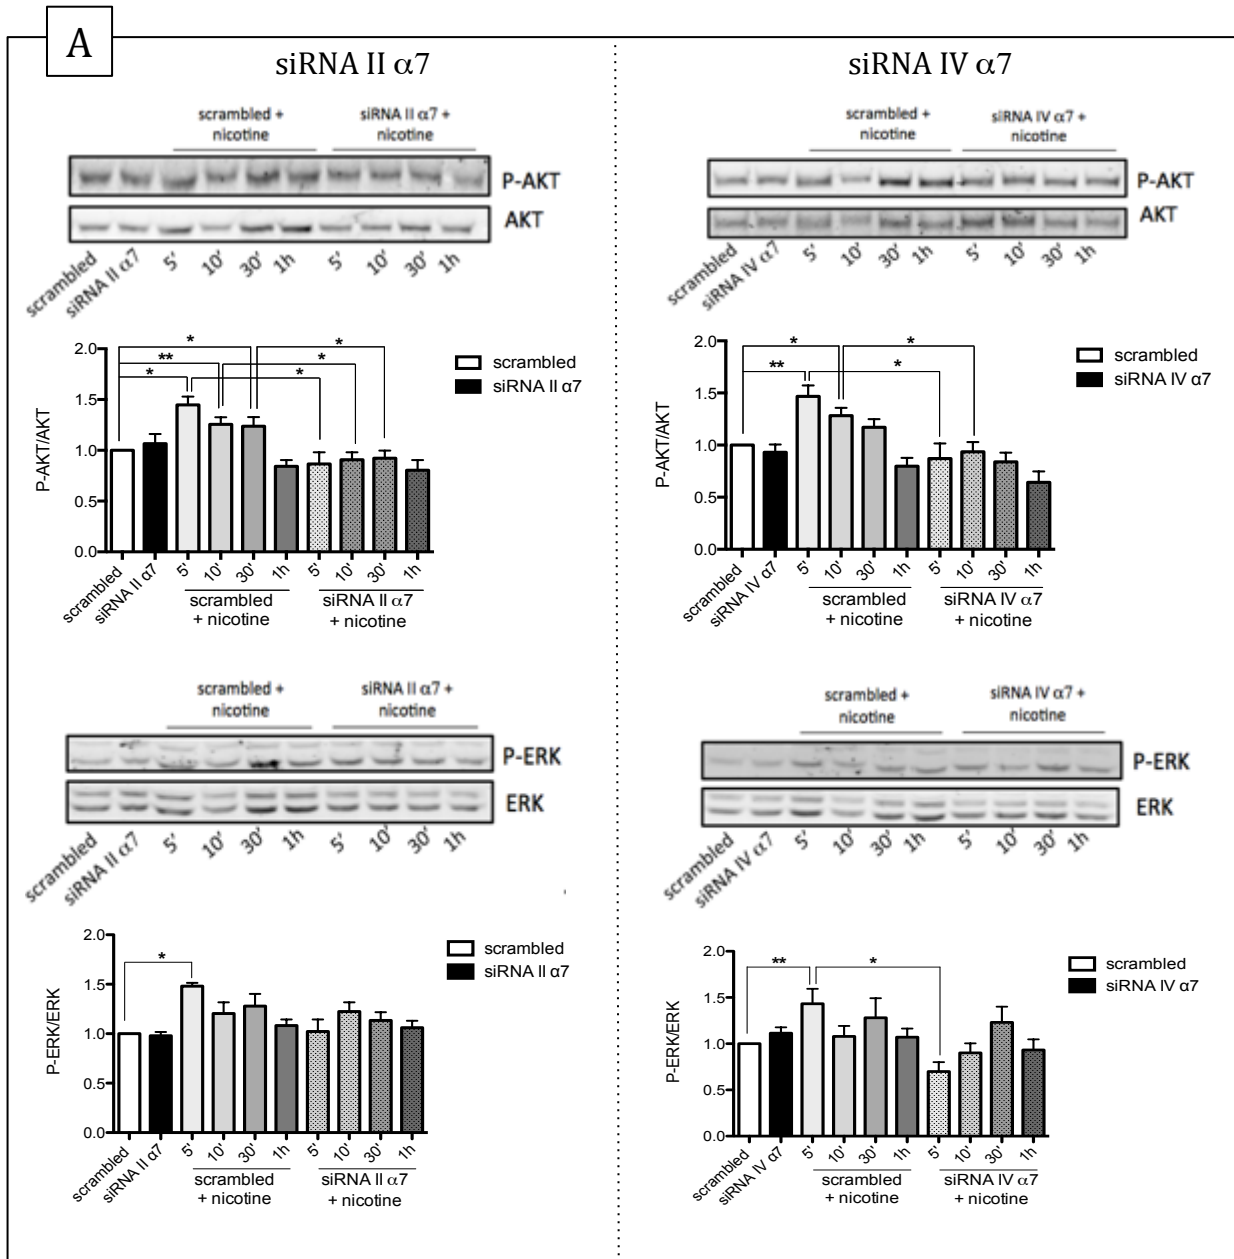 A
siRNA II α7
scrambled +
nicotine
siRNA II α7 +
nicotine
P-AKT
AKT
scrambled
siRNA II α7
5'
10'
30'
1h
5'
10'
30'
1h
*
**
*
*
*
*
2.0
1.5
1.0
0.5
0.0
P-AKT/AKT
scrambled
siRNA II α7
scrambled
siRNA II α7
5'
10'
30'
1h
5'
10'
30'
1h
scrambled
+ nicotine
siRNA II α7
+ nicotine
scrambled +
nicotine
siRNA II α7 +
nicotine
P-ERK
ERK
scrambled
siRNA II α7
5'
10'
30'
1h
5'
10'
30'
1h
*
2.0
1.5
1.0
0.5
0.0
P-ERK/ERK
scrambled
siRNA II α7
scrambled
siRNA II α7
5'
10'
30'
1h
5'
10'
30'
1h
scrambled
+ nicotine
siRNA II α7
+ nicotine
siRNA IV α7
scrambled +
nicotine
siRNA IV α7 +
nicotine
P-AKT
AKT
scrambled
siRNA IV α7
5'
10'
30'
1h
5'
10'
30'
1h
*
**
*
*
2.0
1.5
1.0
0.5
0.0
P-AKT/AKT
scrambled
siRNA IV α7
scrambled
siRNA IV α7
5'
10'
30'
1h
5'
10'
30'
1h
scrambled
+ nicotine
siRNA IV α7
+ nicotine
scrambled +
nicotine
siRNA IV α7 +
nicotine
P-ERK
ERK
scrambled
siRNA IV α7
5'
10'
30'
1h
5'
10'
30'
1h
**
*
2.0
1.5
1.0
0.5
0.0
P-ERK/ERK
scrambled
siRNA IV α7
scrambled
siRNA IV α7
5'
10'
30'
1h
5'
10'
30'
1h
scrambled
+ nicotine
siRNA IV α7
+ nicotine